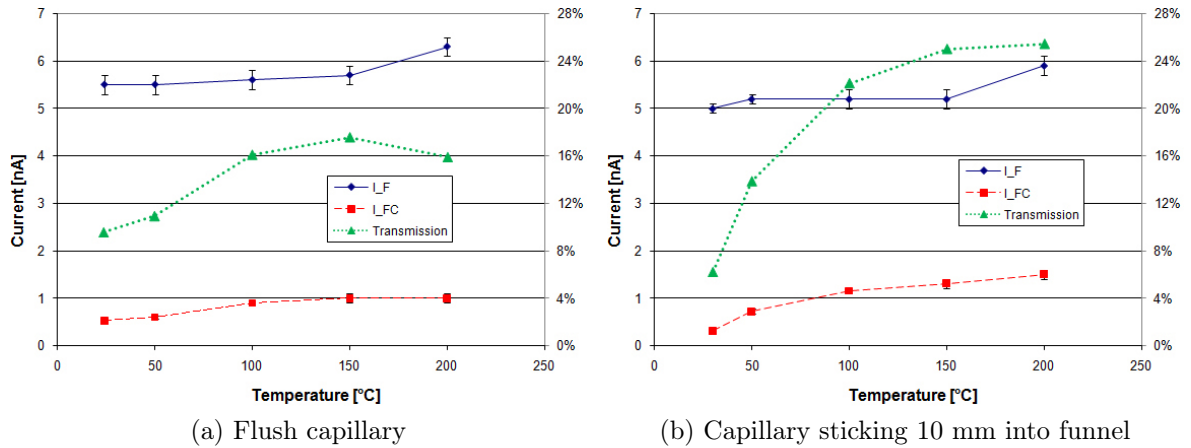 7
6
5
4
3
2
1
0
Current [nA]
28%
24%
20%
16%
12%
8%
4%
0%
I_F
I_FC
Transmission
0 50 100 150 200 250
Temperature [°C]
(a) Flush capillary
7
6
5
4
3
2
1
0
Current [nA]
28%
24%
20%
16%
12%
8%
4%
0%
I_F
I_FC
Transmission
0 50 100 150 200 250
Temperature [°C]
(b) Capillary sticking 10 mm into funnel